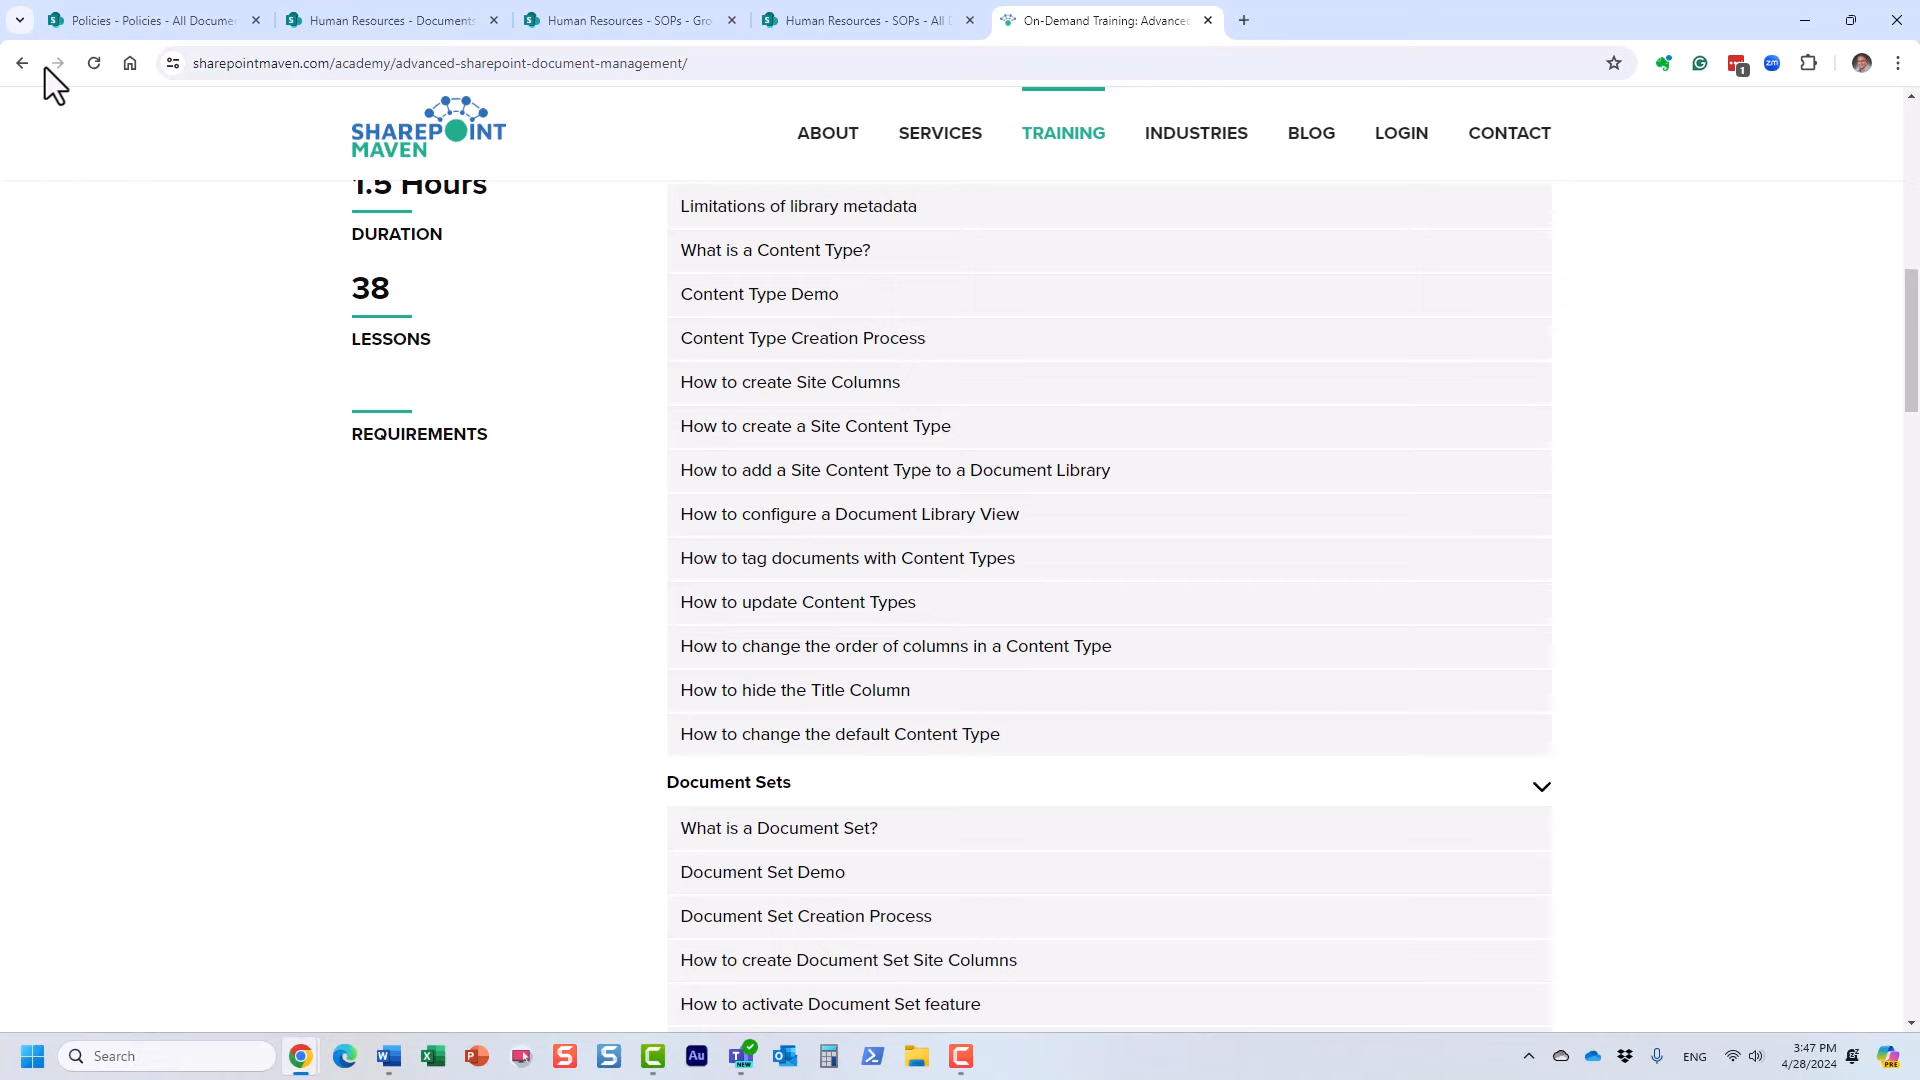 Policies - Policies - All Docume
Human Resources - Documents
Human Resources - SOPs - Gro
Human Resources - SOPs - All D
On-Demand Training: Advance
sharepointmaven.com/academy/advanced-sharepoint-document-management/
1
zm
SHAREPOINT
MAVEN
ABOUT
SERVICES
TRAINING
INDUSTRIES
BLOG
LOGIN
CONTACT
1.5 Hours
DURATION
38
LESSONS
REQUIREMENTS
Limitations of library metadata
What is a Content Type?
Content Type Demo
Content Type Creation Process
How to create Site Columns
How to create a Site Content Type
How to add a Site Content Type to a Document Library
How to configure a Document Library View
How to tag documents with Content Types
How to update Content Types
How to change the order of columns in a Content Type
How to hide the Title Column
How to change the default Content Type
Document Sets
What is a Document Set?
Document Set Demo
Document Set Creation Process
How to create Document Set Site Columns
How to activate Document Set feature
Search
Au
NEW
ENG
3:47 PM
4/28/2024
PRE